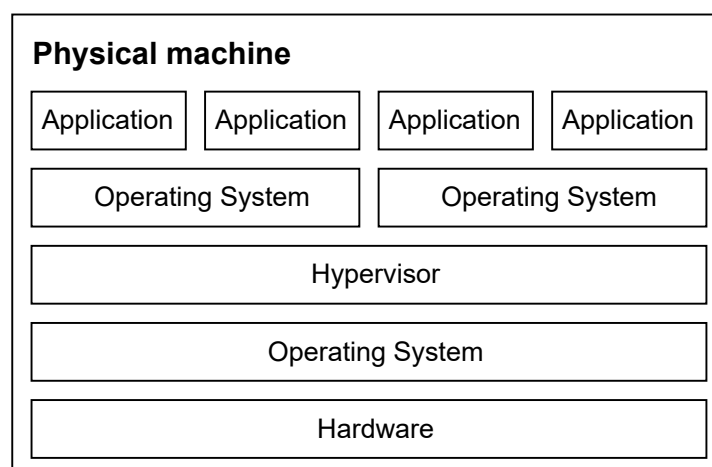 Physical machine
Application Application Application Application
Operating System Operating System
Hypervisor
Operating System
Hardware